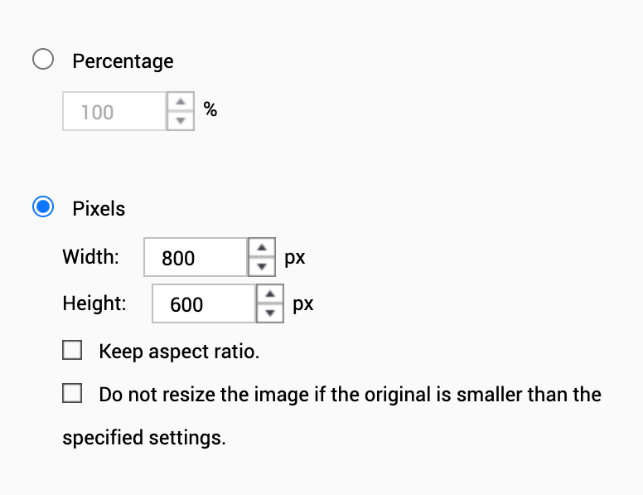 Percentage
100 %
Pixels
Width: 800 px
Height: 600 px
Keep aspect ratio.
Do not resize the image if the original is smaller than the
specified settings.